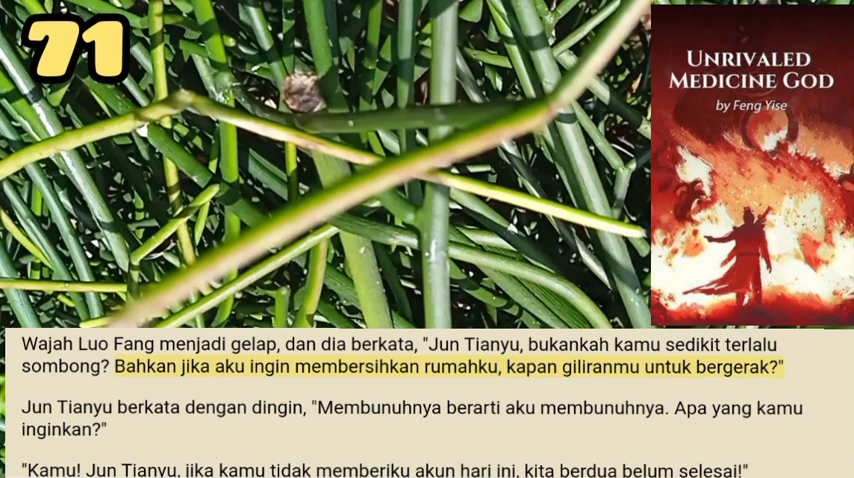 71
UNRIVALED
MEDICINE GOD
by Feng Yise
Wajah Luo Fang menjadi gelap, dan dia berkata, "Jun Tianyu, bukankah kamu sedikit terlalu
sombong? Bahkan jika aku ingin membersihkan rumahku, kapan giliranmu untuk bergerak?"
Jun Tianyu berkata dengan dingin, "Membunuhnya berarti aku membunuhnya. Apa yang kamu
inginkan?"
"Kamu! Jun Tianyu, jika kamu tidak memberiku akun hari ini, kita berdua belum selesai!"